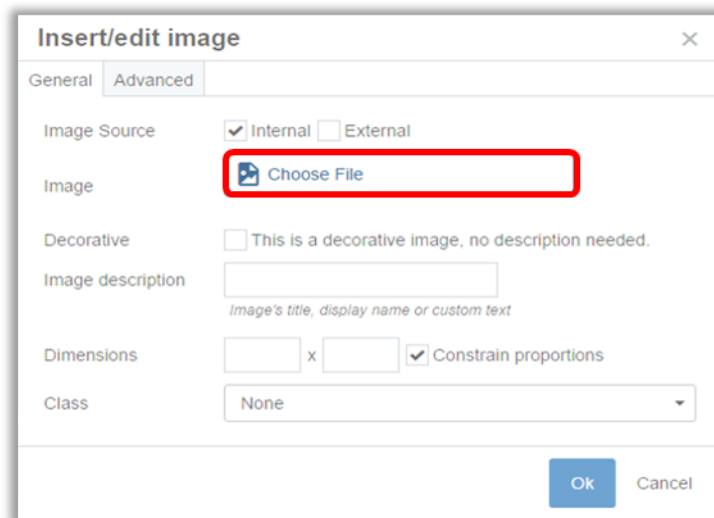 Insert/edit image
General Advanced
Image Source Internal External
Image Choose File
Decorative This is a decorative image, no description needed.
Image description
Image's title, display name or custom text
Dimensions x Constrain proportions
Class None
Ok Cancel